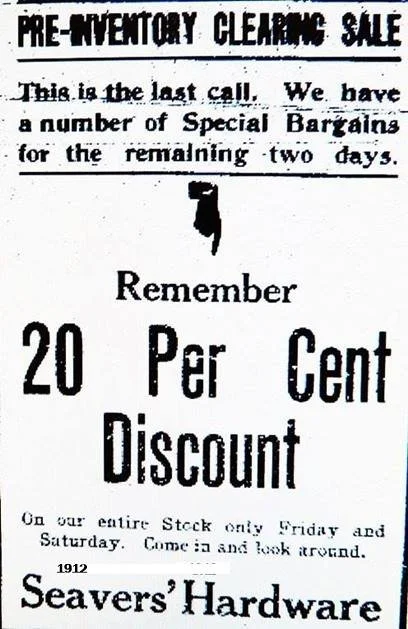 PRE-INVENTORY CLEARING SALE
This is the last call. We have
a number of Special Bargains
for the remaining two days.
Remember
20 Per Cent
Discount
On our entire Stock only Friday and
Saturday. Come in and look around.
1912
Seavers' Hardware